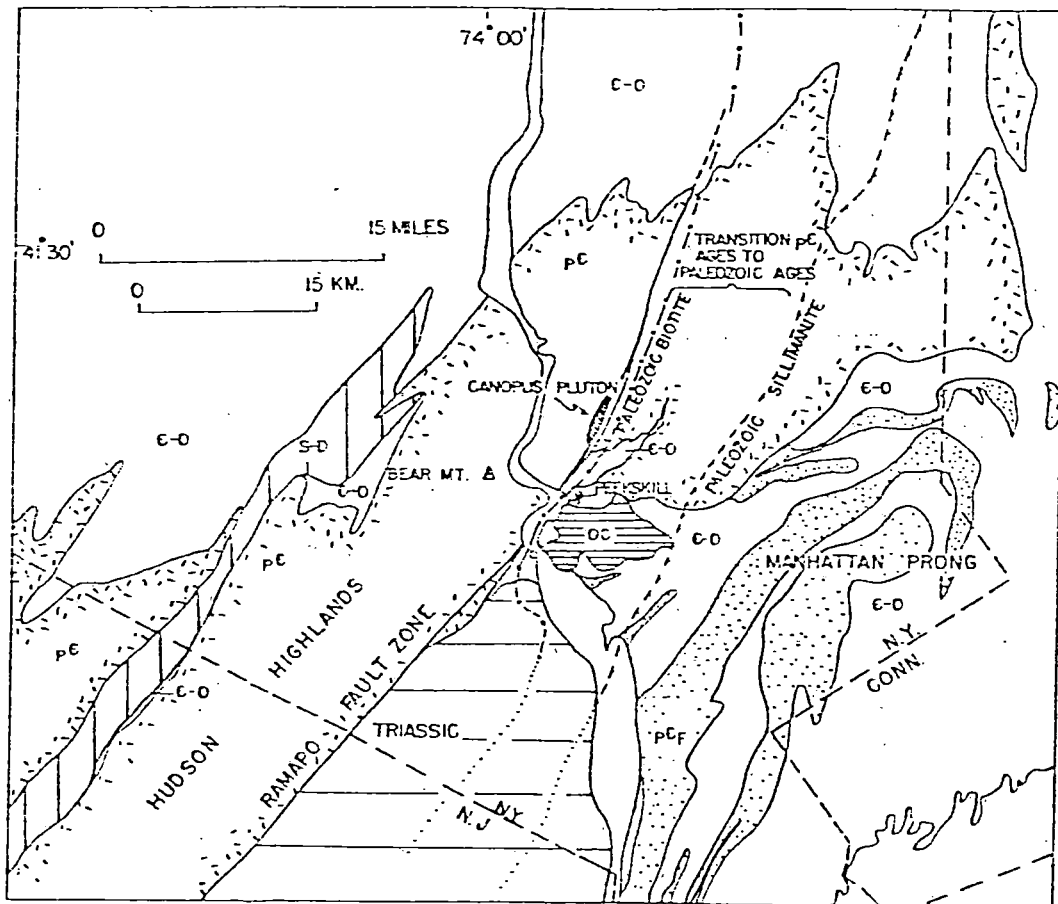 74°00'
Є-O
41°30'
0 15 MILES
0 15 KM.
pЄ
TRANSITION pЄ
AGES TO
PALEOZOIC AGES
CANOPUS PLUTON
PALEOZOIC BIOTITE
PALEOZOIC SILLIMANITE
Є-O
Є-O
S-D
Є-O
BEAR MT.
Є-O
PEEKSKILL
OC
Є-O
MANHATTAN PRONG
pЄ
pЄ
Є-O
HUDSON HIGHLANDS
RAMAPO FAULT ZONE
Є-O
TRIASSIC
pЄF
N.Y.
CONN.
N.Y.
N.J.